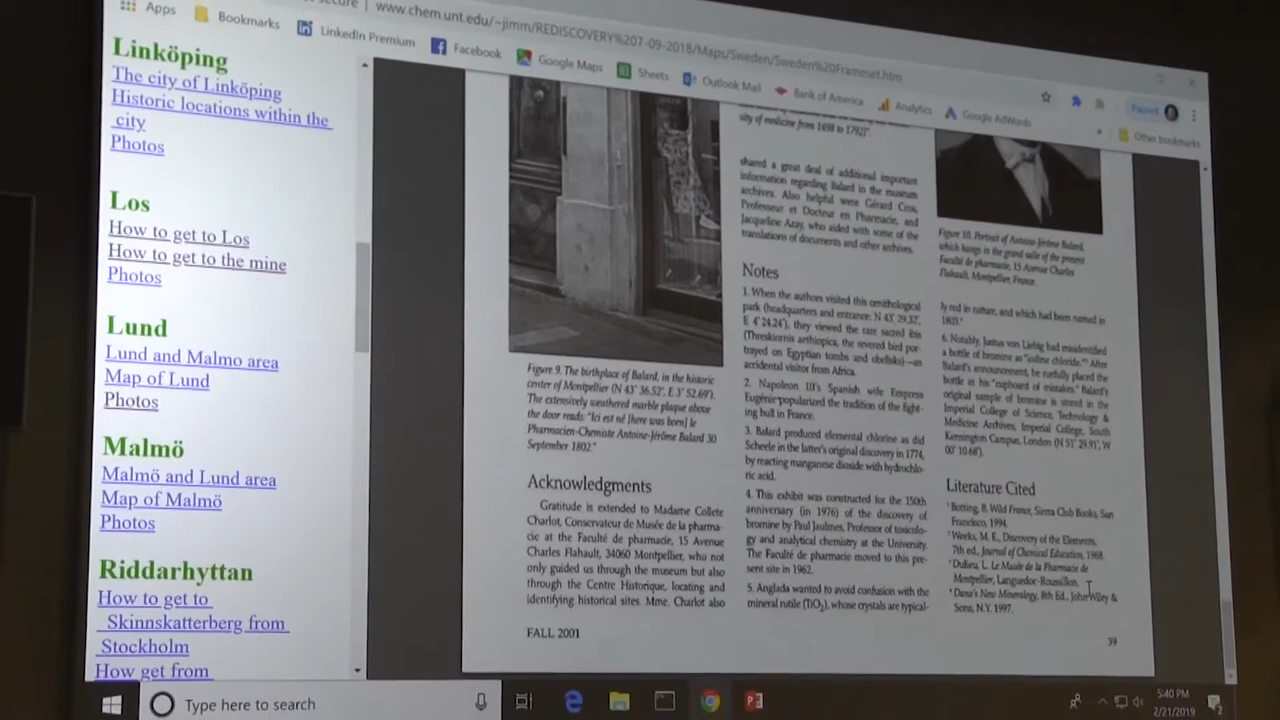 www.chem.unt.edu/~jimm/REDISCOVERY%207-09-2018/Maps/Sweden/Sweden%20Frameset.htm
Apps
Bookmarks
LinkedIn Premium
Facebook
Google Maps
Sheets
Outlook Mail
Bank of America
Analytics
Google AdWords
Other bookmarks
Paused
Linköping
The city of Linköping
Historic locations within the
city
Photos
Los
How to get to Los
How to get to the mine
Photos
Lund
Lund and Malmo area
Map of Lund
Photos
Malmö
Malmö and Lund area
Map of Malmö
Photos
Riddarhyttan
How to get to
Skinnskatterberg from
Stockholm
How get from
Figure 9. The birthplace of Balard, in the historic
center of Montpellier (N 43° 36.52', E 3° 52.69').
The extensively weathered marble plaque above
the door reads: "Ici est né [here was born] le
Pharmacien-Chemiste Antoine-Jérôme Balard 30
September 1802."
Acknowledgments
Gratitude is extended to Madame Collete
Charlot, Conservateur de Musée de la pharma-
cie at the Faculté de pharmacie, 15 Avenue
Charles Flahault, 34060 Montpellier, who not
only guided us through the museum but also
through the Centre Historique, locating and
identifying historical sites. Mme. Charlot also
FALL 2001
sity of medicine from 1498 to 1792)".
shared a great deal of additional important
information regarding Balard in the museum
archives. Also helpful were Gérard Cros,
Professeur et Docteur en Pharmacie, and
Jacqueline Azay, who aided with some of the
translations of documents and other archives.
Notes
1. When the authors visited this ornithological
park (headquarters and entrance: N 43° 29.32',
E 4° 24.24'), they viewed the rare sacred ibis
(Threskiornis arthiopica, the revered bird por-
trayed on Egyptian tombs and obelisks)—an
accidental visitor from Africa.
2. Napoleon III's Spanish wife Empress
Eugénie popularized the tradition of the fight-
ing bull in France.
3. Balard produced elemental chlorine as did
Scheele in the latter's original discovery in 1774,
by reacting manganese dioxide with hydrochlo-
ric acid.
4. This exhibit was constructed for the 150th
anniversary (in 1976) of the discovery of
bromine by Paul Jaulmes, Professor of toxicolo-
gy and analytical chemistry at the University.
The Faculté de pharmacie moved to this pre-
sent site in 1962.
5. Anglada wanted to avoid confusion with the
mineral rutile (TiO2), whose crystals are typical-
Figure 10. Portrait of Antoine-Jérôme Balard,
which hangs in the grand salle of the present
Faculté de pharmacie, 15 Avenue Charles
Flahault, Montpellier, France.
ly red in nature, and which had been named in
1803.
6. Notably, Justus von Liebig had misidentified
a bottle of bromine as "iodine chloride." After
Balard's announcement, he ruefully placed the
bottle in his "cupboard of mistakes." Balard's
original sample of bromine is stored in the
Imperial College of Science, Technology &
Medicine Archives, Imperial College, South
Kensington Campus, London (N 51° 29.91', W
00° 10.68').
Literature Cited
Botting, B. Wild France, Sierra Club Books, San
Francisco, 1994.
Weeks, M. E., Discovery of the Elements,
7th ed., Journal of Chemical Education, 1968.
Dulieu, L. Le Musée de la Pharmacie de
Montpellier, Languedoc-Roussillon.
Dana's New Mineralogy, 8th Ed., John Wiley &
Sons, N.Y. 1997.
39
Type here to search
5:40 PM
2/21/2019